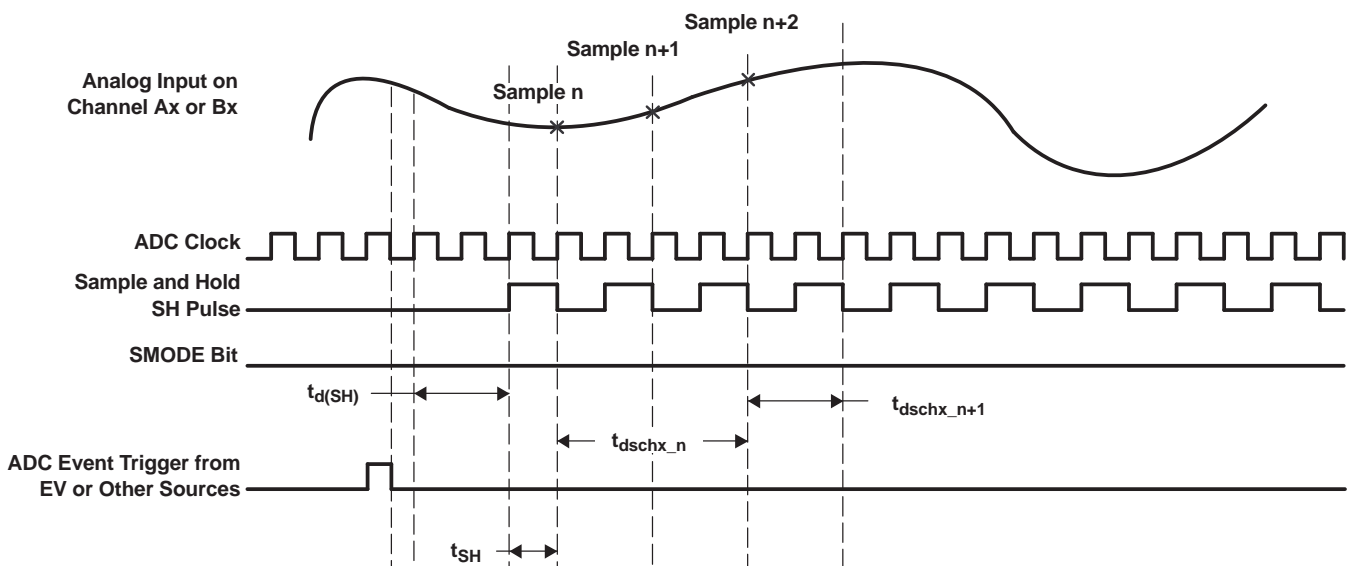 Sample n+2
Sample n+1
Analog Input on
Channel Ax or Bx
Sample n
ADC Clock
Sample and Hold
SH Pulse
SMODE Bit
td(SH)
tdschx_n+1
tdschx_n
ADC Event Trigger from
EV or Other Sources
tSH